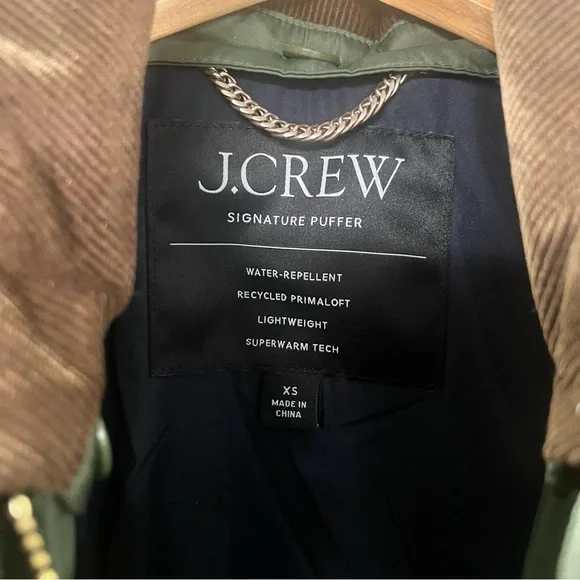 J.CREW
SIGNATURE PUFFER
WATER-REPELLENT
RECYCLED PRIMALOFT
LIGHTWEIGHT
SUPERWARM TECH
XS
MADE IN
CHINA